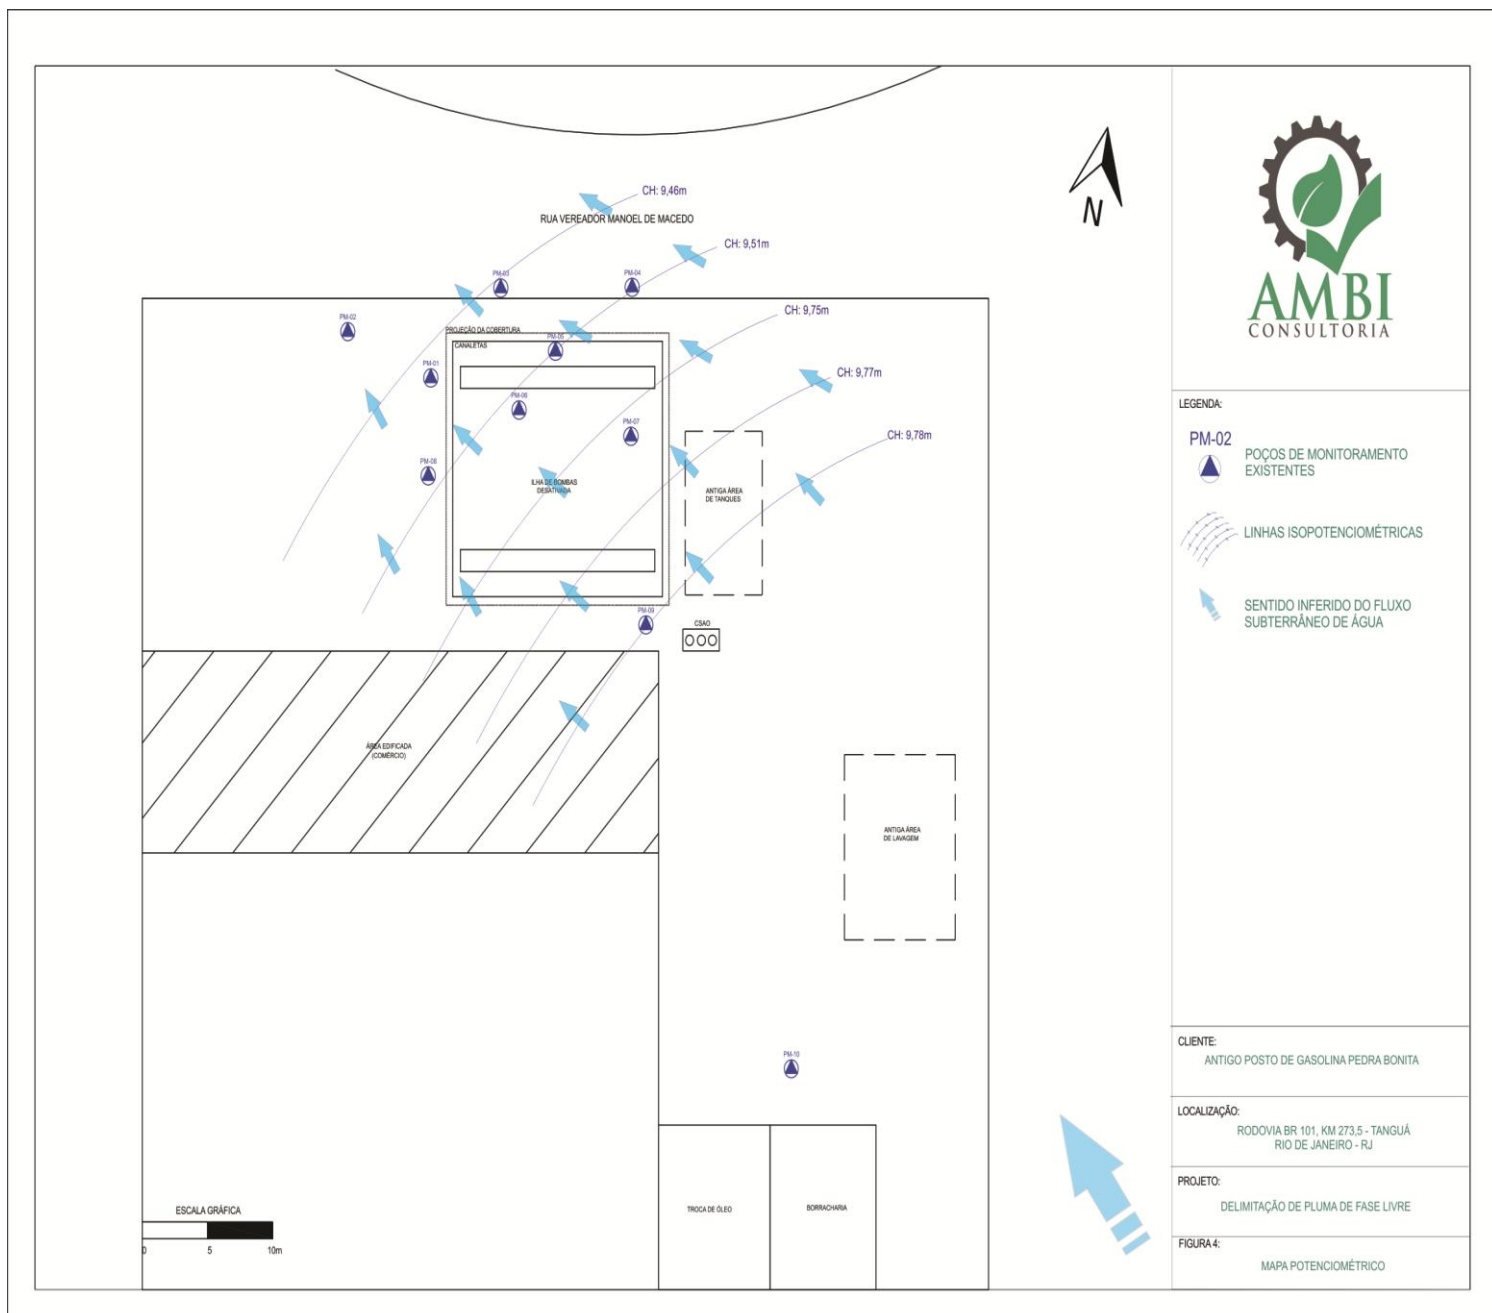 CH: 9,46m
RUA VEREADOR MANOEL DE MACEDO
CH: 9,51m
N
PM-03
PM-04
CH: 9,75m
PM-02
PROJEÇÃO DA COBERTURA
CANALETAS
PM-05
PM-01
CH: 9,77m
PM-06
PM-07
CH: 9,78m
PM-08
ILHA DE BOMBAS
DESATIVADA
ANTIGA ÁREA
DE TANQUES
PM-09
CSAO
ÁREA EDIFICADA
(COMÉRCIO)
ANTIGA ÁREA
DE LAVAGEM
PM-10
TROCA DE ÓLEO
BORRACHARIA
ESCALA GRÁFICA
0 5 10m
AMBI
CONSULTORIA
LEGENDA:
PM-02
POÇOS DE MONITORAMENTO
EXISTENTES
LINHAS ISOPOTENCIOMÉTRICAS
SENTIDO INFERIDO DO FLUXO
SUBTERRÂNEO DE ÁGUA
CLIENTE:
ANTIGO POSTO DE GASOLINA PEDRA BONITA
LOCALIZAÇÃO:
RODOVIA BR 101, KM 273,5 - TANGUÁ
RIO DE JANEIRO - RJ
PROJETO:
DELIMITAÇÃO DE PLUMA DE FASE LIVRE
FIGURA 4:
MAPA POTENCIOMÉTRICO